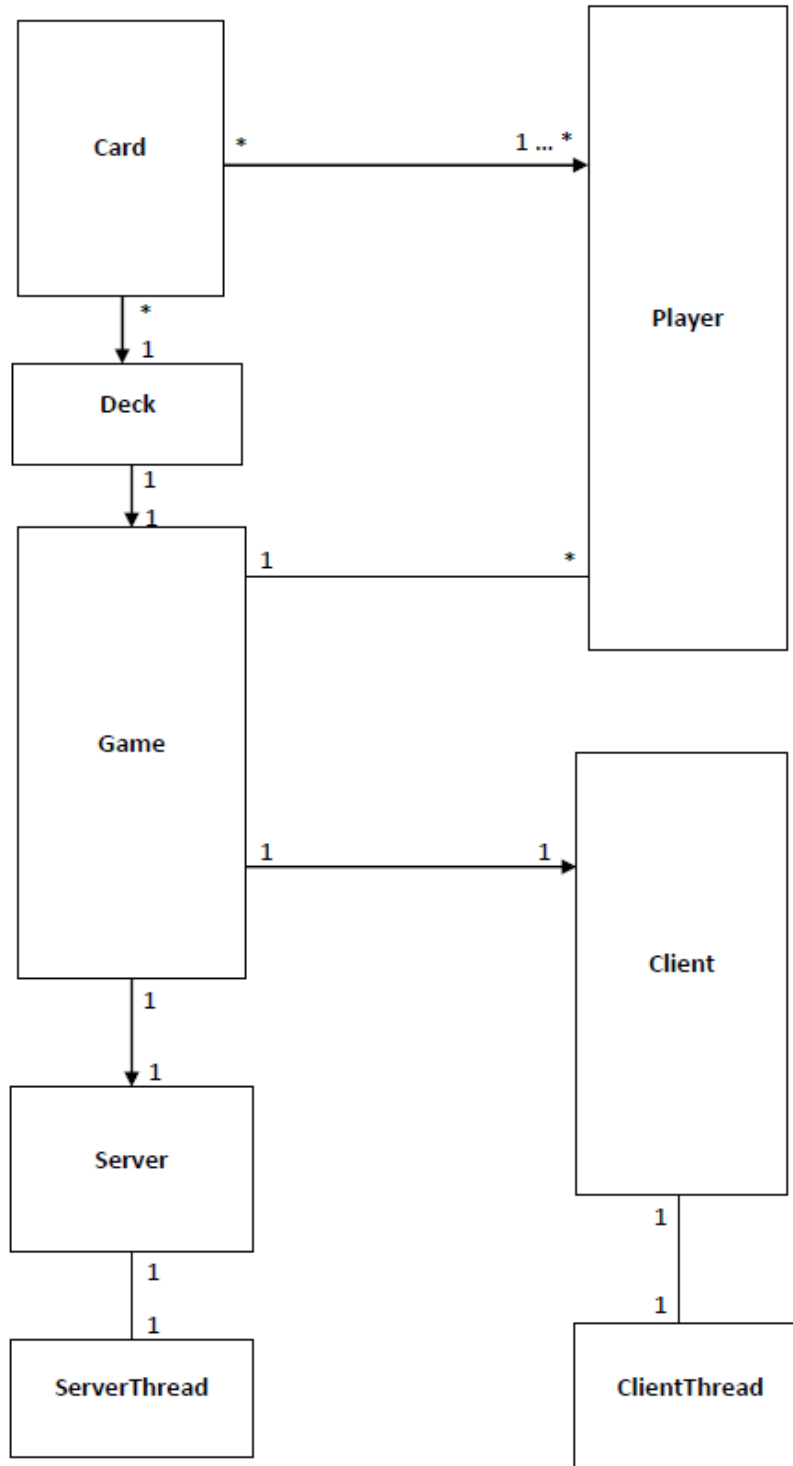 Card
* 1 ... *
Player
*
1
Deck
1
1
1 *
Game
1 1
Client
1
1
Server
1
1
1
1
ServerThread
ClientThread